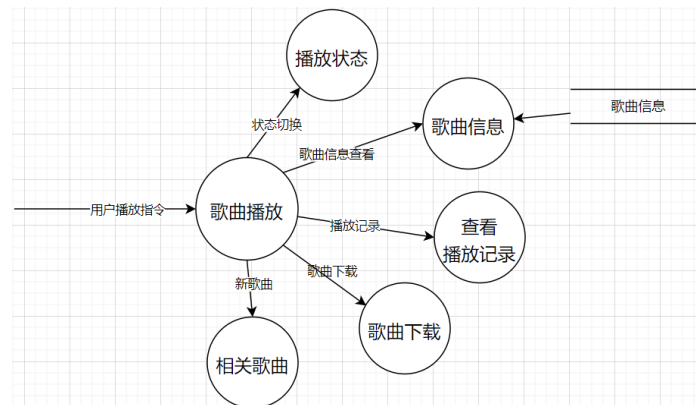 播放状态
状态切换
歌曲信息
歌曲信息
歌曲信息查看
用户播放指令
歌曲播放
播放记录
查看
播放记录
歌曲下载
新歌曲
歌曲下载
相关歌曲